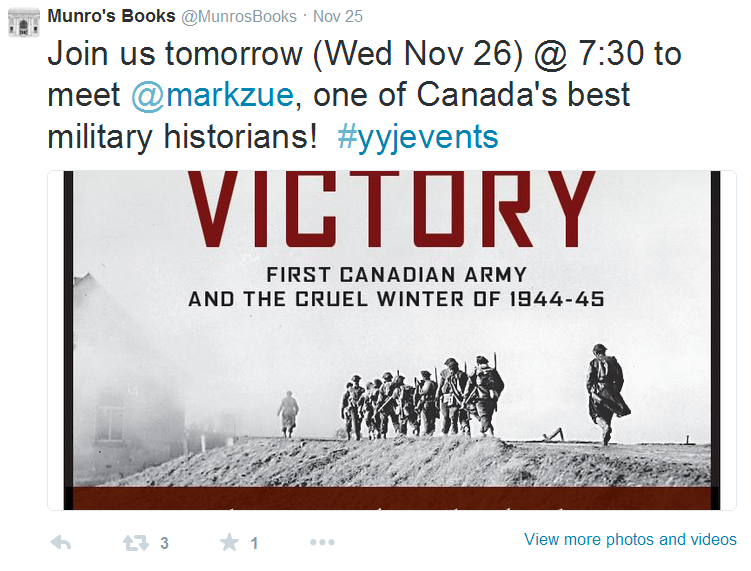 Munro's Books @MunrosBooks · Nov 25
Join us tomorrow (Wed Nov 26) @ 7:30 to
meet @markzue, one of Canada's best
military historians! #yyjevents
VICTORY
FIRST CANADIAN ARMY
AND THE CRUEL WINTER OF 1944-45
3
1
View more photos and videos